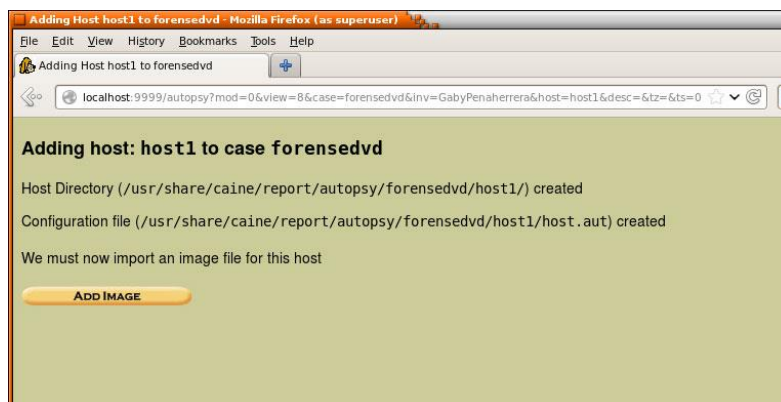 Adding Host host1 to forensedvd - Mozilla Firefox (as superuser)
File Edit View History Bookmarks Tools Help
Adding Host host1 to forensedvd
localhost:9999/autopsy?mod=0&view=8&case=forensedvd&inv=GabyPenaherrera&host=host1&desc=&tz=&ts=0
Adding host: host1 to case forensedvd
Host Directory (/usr/share/caine/report/autopsy/forensedvd/host1/) created
Configuration file (/usr/share/caine/report/autopsy/forensedvd/host1/host.aut) created
We must now import an image file for this host
ADD IMAGE